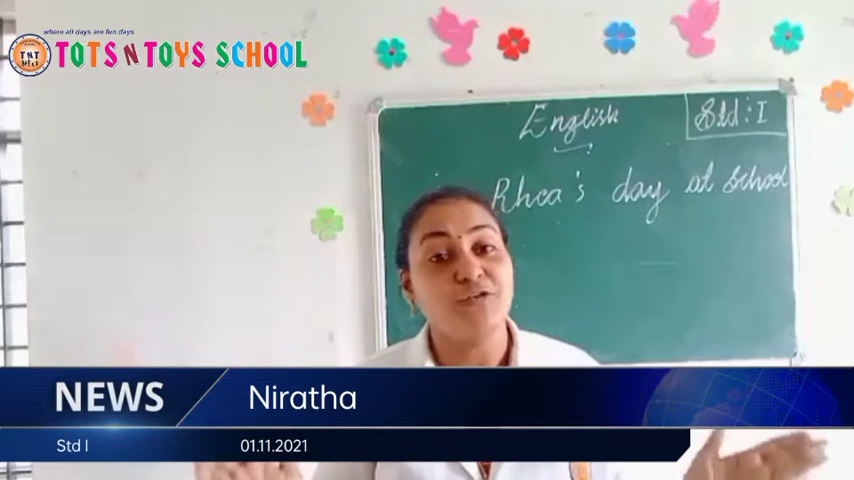 where all days are fun days
TOTS N TOYS SCHOOL
TNT
English
Std : I
Rhea's day at school
NEWS
Niratha
Std I
01.11.2021